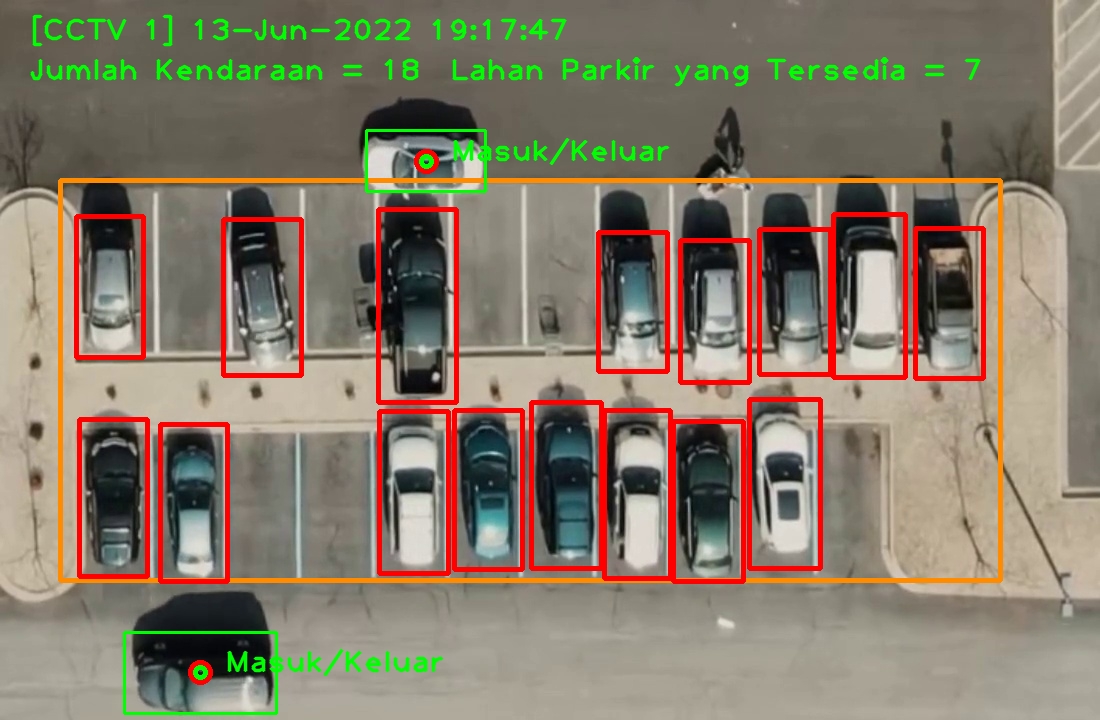 [CCTV 1] 13-Jun-2022 19:17:47
Jumlah Kendaraan = 18  Lahan Parkir yang Tersedia = 7
Masuk/Keluar
Masuk/Keluar